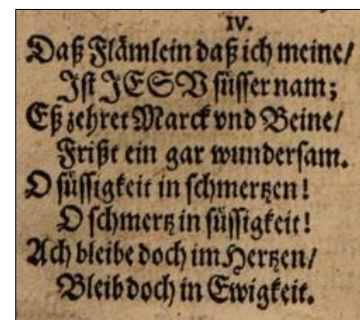 IV.
Daß Flämlein daß ich meine/
Jst JESV süsser nam;
Eß zehret Marck vnd Beine/
Frißt ein gar wundersam.
O süssigkeit in schmertzen!
O schmertz in süssigkeit!
Ach bleibe doch im Hertzen/
Bleib doch in Ewigkeit.